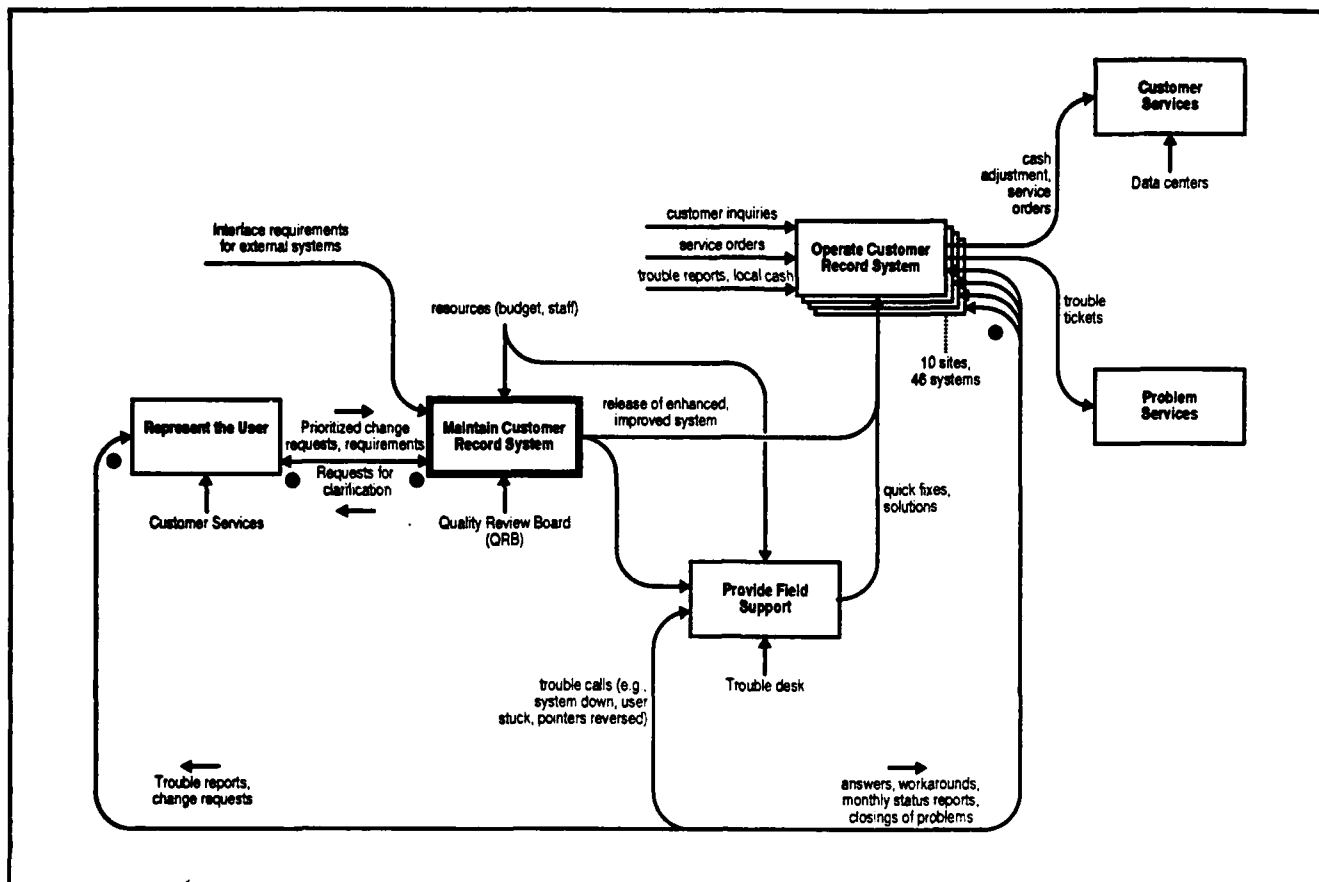 Customer
Services
Data centers
cash
adjustment,
service
orders
customer inquiries
service orders
trouble reports, local cash
Operate Customer
Record System
Interface requirements
for external systems
resources (budget, staff)
trouble
tickets
10 sites,
46 systems
Problem
Services
Represent the User
Prioritized change
requests, requirements
Requests for
clarification
Customer Services
Maintain Customer
Record System
Quality Review Board
(QRB)
release of enhanced,
improved system
quick fixes,
solutions
Provide Field
Support
Trouble desk
trouble calls (e.g.,
system down, user
stuck, pointers reversed)
Trouble reports,
change requests
answers, workarounds,
monthly status reports,
closings of problems